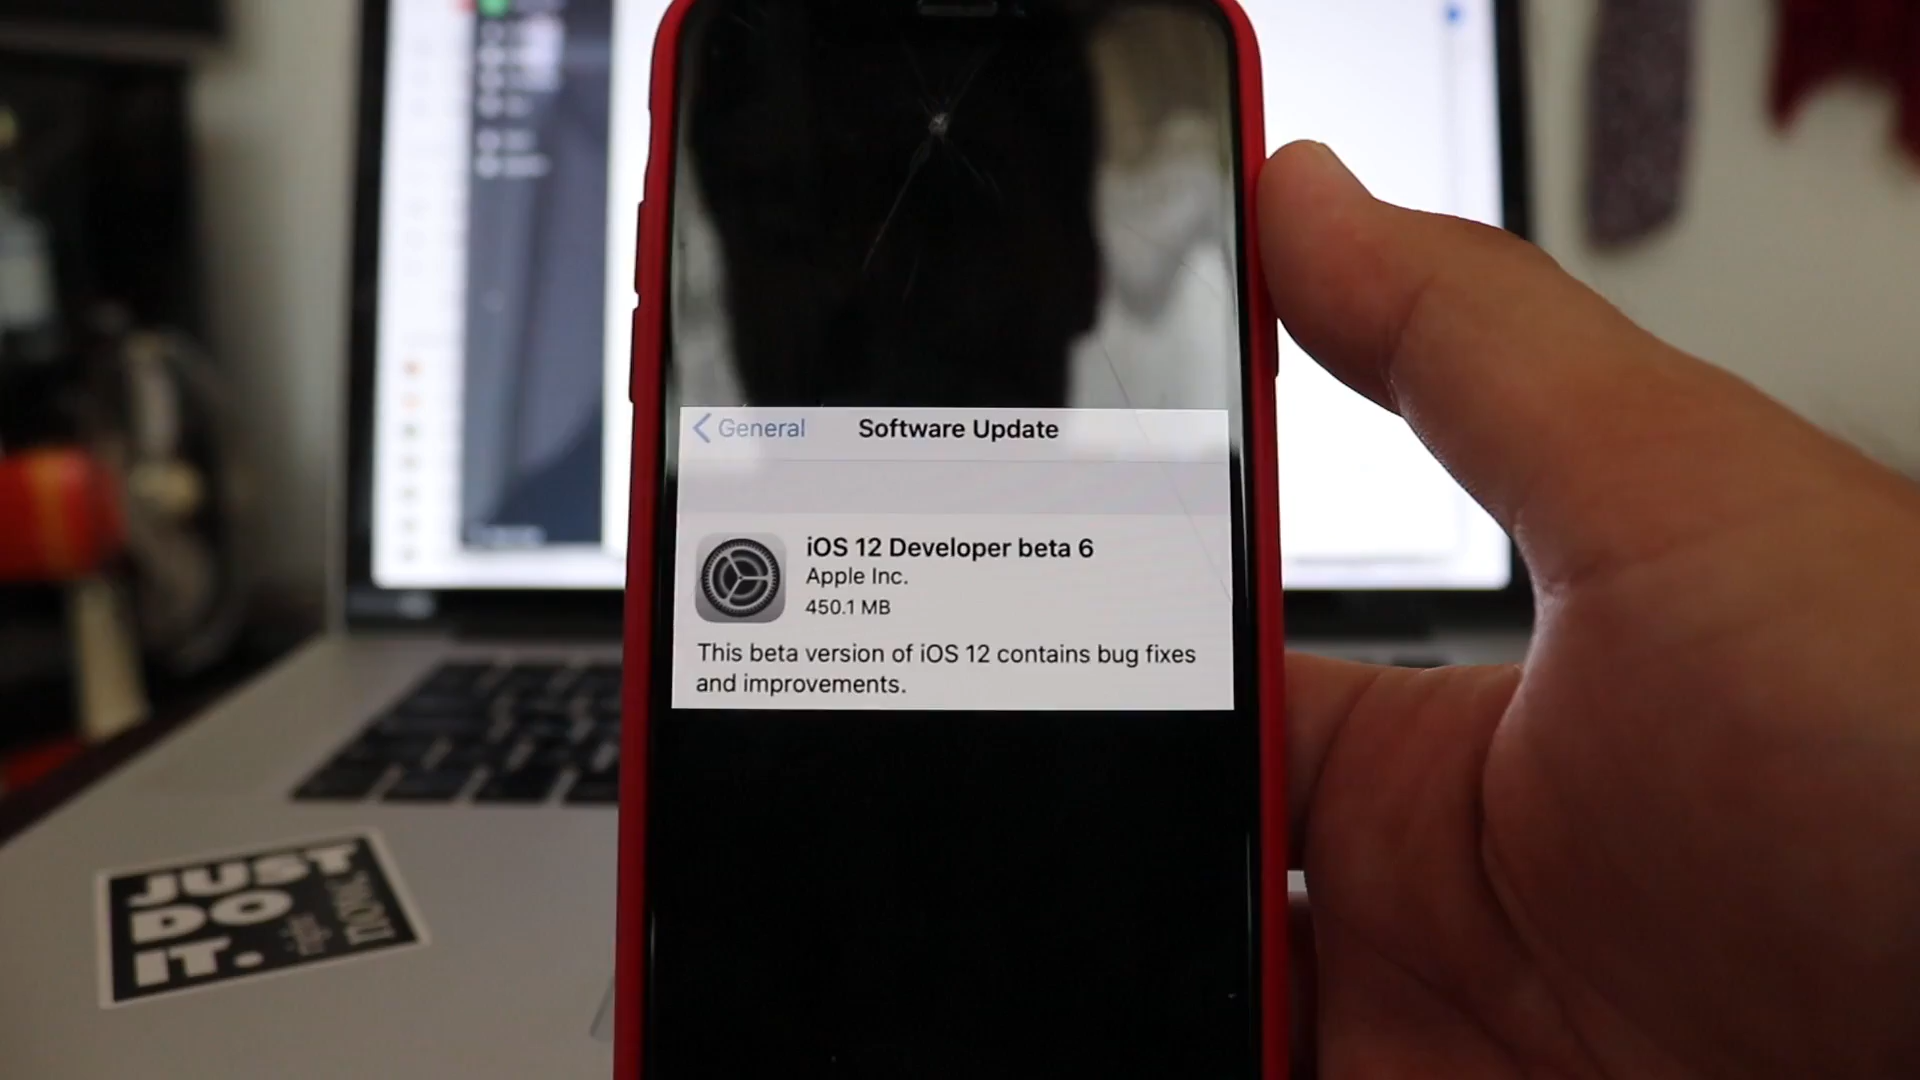 General
Software Update
iOS 12 Developer beta 6
Apple Inc.
450.1 MB
This beta version of iOS 12 contains bug fixes
and improvements.
JUST
DO
IT.